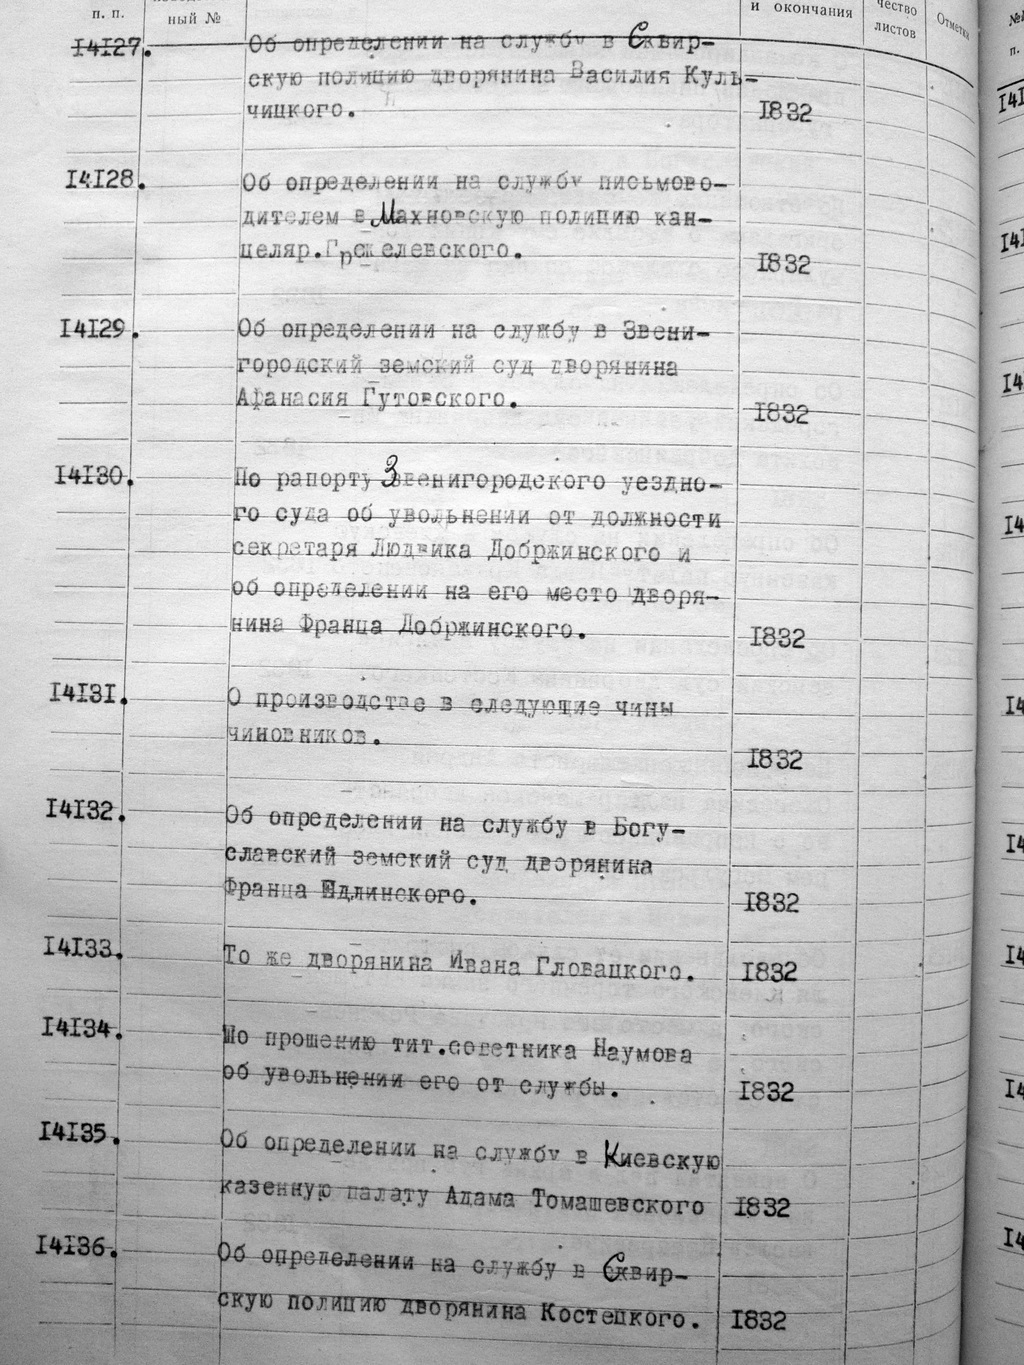 п. п.
ный №
и окончания
чество
листов
Отметки
14127.
Об определении на службу в Сквир-
скую полицию дворянина Василия Куль-
чицкого.
1832
14128.
Об определении на службу письмово-
дителем в Махновскую полицию кан-
целяр.
1832
14129.
Об определении на службу в Звени-
городский земский суд дворянина
Афанасия Гутовского.
1832
14130.
По рапорту Звенигородского уездно-
го суда об увольнении от должности
секретаря Людвика Добржинского и
об определении на его место дворя-
нина Франца Добржинского.
1832
14131.
О производстве в следующие чины
чиновников.
1832
14132.
Об определении на службу в Богу-
славский земский суд дворянина
Франца Едлинского.
1832
14133.
То же дворянина Ивана Гловацкого.
1832
14134.
По прошению тит.советника Наумова
об увольнении его от службы.
1832
14135.
Об определении на службу в Киевскую
казенную палату Адама Томашевского
1832
14136.
Об определении на службу в Сквир-
скую полицию дворянина Костецкого.
1832